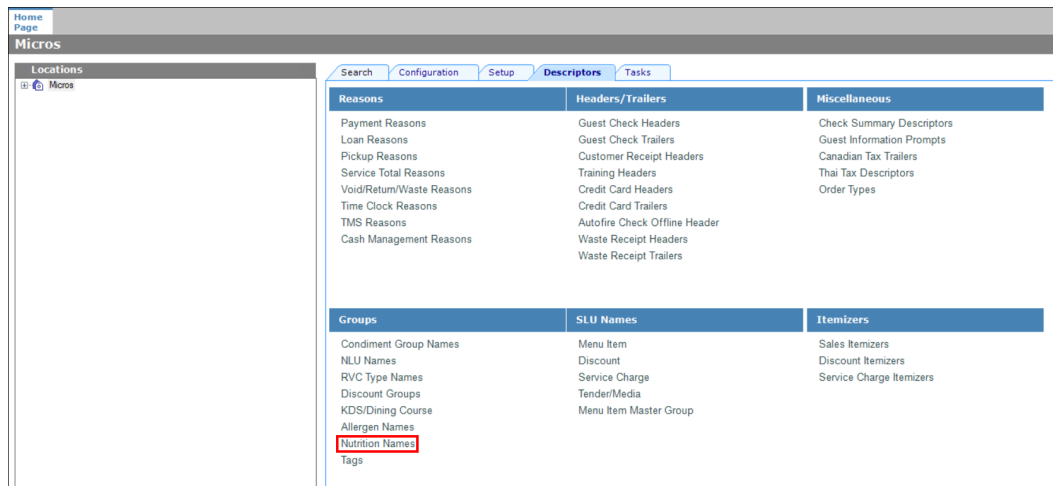 Home
Page
Micros
Locations
Micros
Search
Configuration
Setup
Descriptors
Tasks
Reasons
Payment Reasons
Loan Reasons
Pickup Reasons
Service Total Reasons
Void/Return/Waste Reasons
Time Clock Reasons
TMS Reasons
Cash Management Reasons
Headers/Trailers
Guest Check Headers
Guest Check Trailers
Customer Receipt Headers
Training Headers
Credit Card Headers
Credit Card Trailers
Autofire Check Offline Header
Waste Receipt Headers
Waste Receipt Trailers
Miscellaneous
Check Summary Descriptors
Guest Information Prompts
Canadian Tax Trailers
Thai Tax Descriptors
Order Types
Groups
Condiment Group Names
NLU Names
RVC Type Names
Discount Groups
KDS/Dining Course
Allergen Names
Nutrition Names
Tags
SLU Names
Menu Item
Discount
Service Charge
Tender/Media
Menu Item Master Group
Itemizers
Sales Itemizers
Discount Itemizers
Service Charge Itemizers